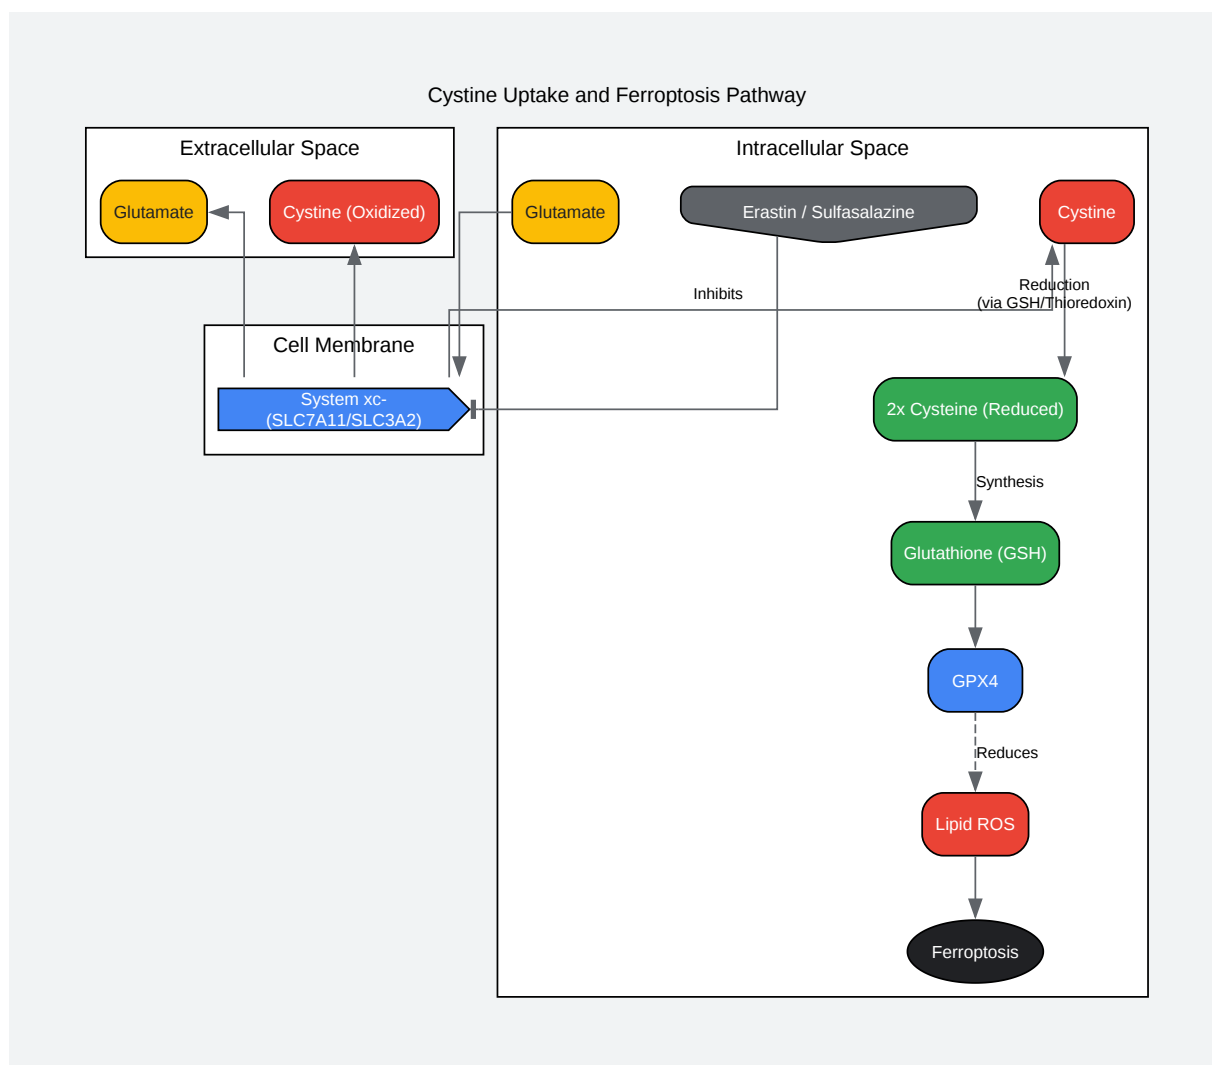 Cystine Uptake and Ferroptosis Pathway
Extracellular Space
Intracellular Space
Glutamate
Cystine (Oxidized)
Glutamate
Erastin / Sulfasalazine
Cystine
Inhibits
Reduction
(via GSH/Thioredoxin)
Cell Membrane
System xc-
(SLC7A11/SLC3A2)
2x Cysteine (Reduced)
Synthesis
Glutathione (GSH)
GPX4
Reduces
Lipid ROS
Ferroptosis